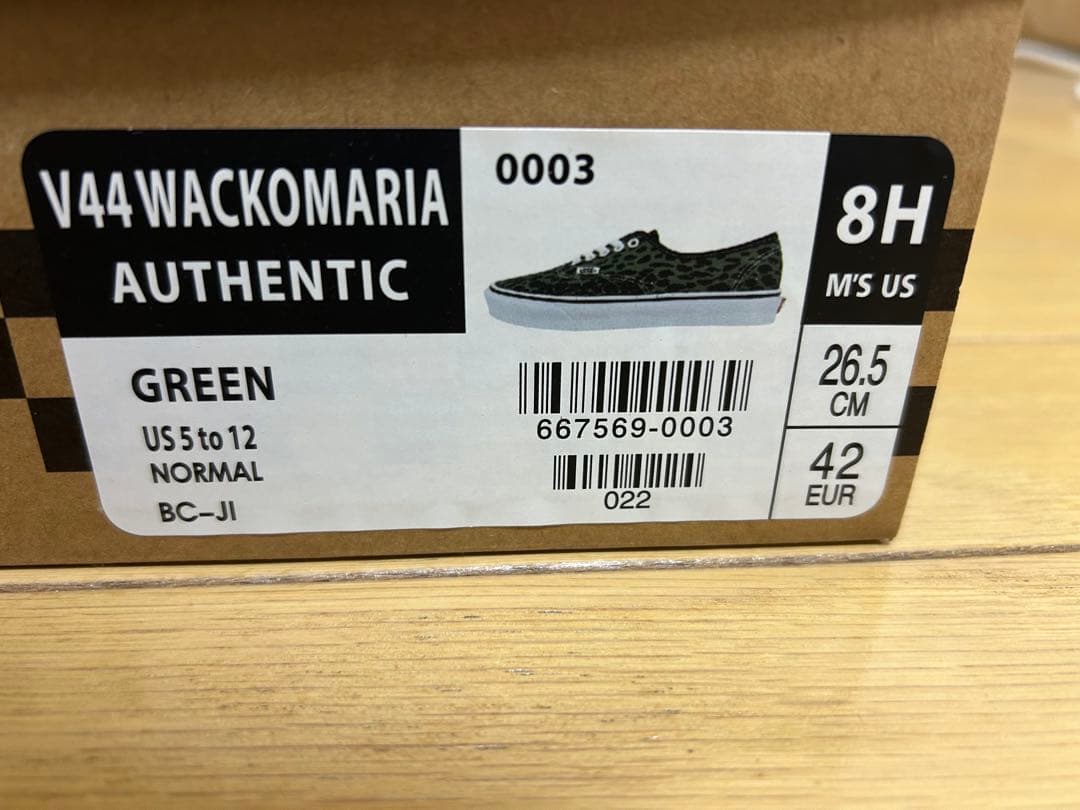 V44 WACKOMARIA
AUTHENTIC
0003
8H
M'S US
GREEN
US 5 to 12
NORMAL
BC-JI
667569-0003
022
26.5
CM
42
EUR